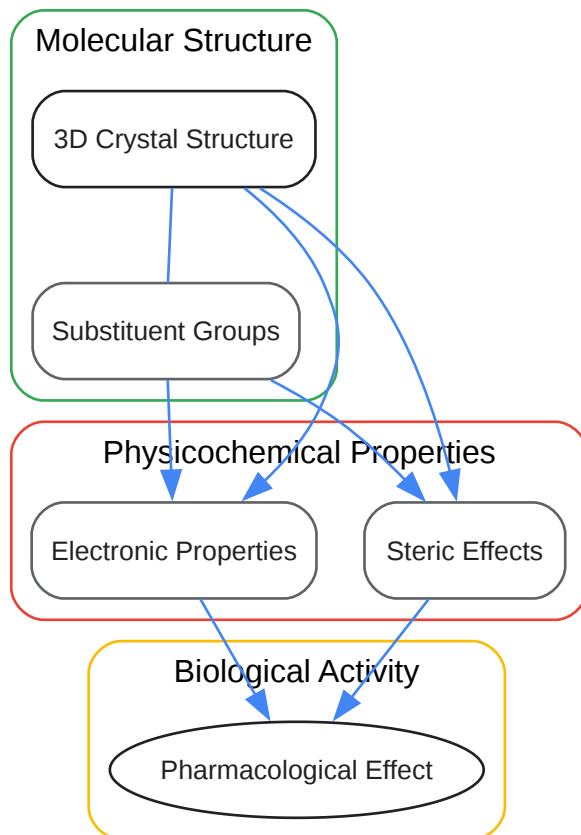 Molecular Structure
3D Crystal Structure
Substituent Groups
Physicochemical Properties
Electronic Properties
Steric Effects
Biological Activity
Pharmacological Effect